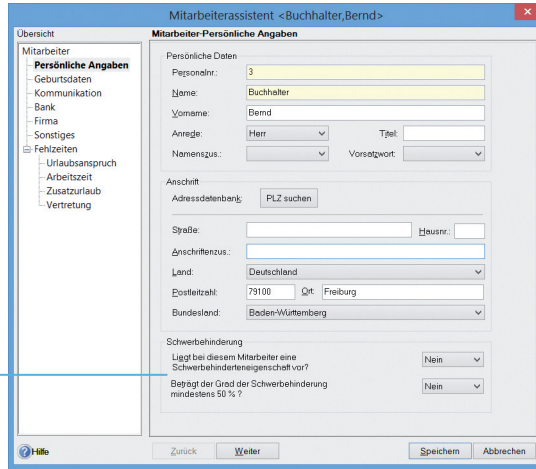 Mitarbeiterassistent <Buchhalter,Bernd>
Übersicht
Mitarbeiter
Persönliche Angaben
Geburtsdaten
Kommunikation
Bank
Firma
Sonstiges
Fehlzeiten
Urlaubsanspruch
Arbeitszeit
Zusatzurlaub
Vertretung
Mitarbeiter-Persönliche Angaben
Persönliche Daten
Personalnr.: 3
Name: Buchhalter
Vorname: Bernd
Anrede: Herr Titel:
Namenszus.: Vorsatzwort:
Anschrift
Adressdatenbank: PLZ suchen
Straße: Hausnr.:
Anschriftenzus.:
Land: Deutschland
Postleitzahl: 79100 Ort: Freiburg
Bundesland: Baden-Württemberg
Schwerbehinderung
Liegt bei diesem Mitarbeiter eine Nein
Schwerbehinderteneigenschaft vor?
Beträgt der Grad der Schwerbehinderung Nein
mindestens 50 % ?
Hilfe Zurück Weiter Speichern Abbrechen